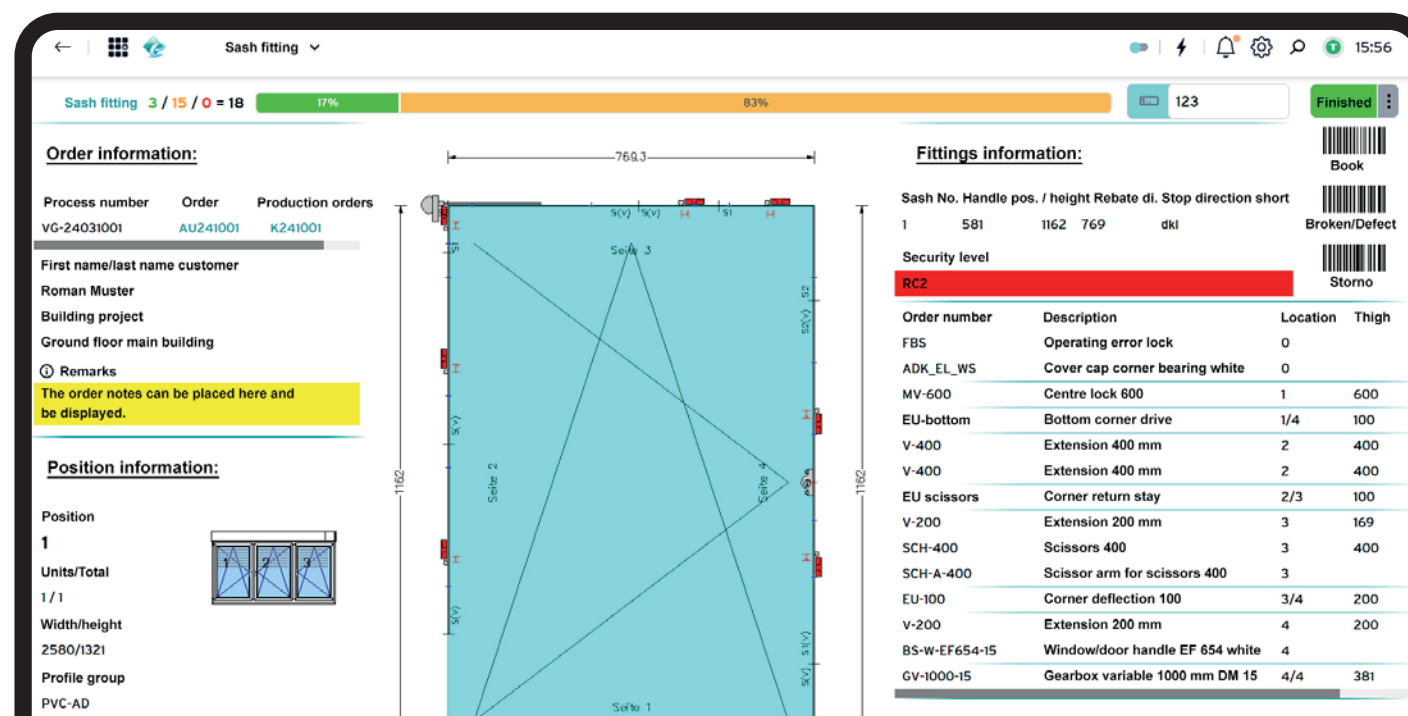 Sash fitting
15:56
Sash fitting 3 / 15 / 0 = 18
17%
83%
123
Finished
Order information:
Process number Order Production orders
VG-24031001 AU241001 K241001
First name/last name customer
Roman Muster
Building project
Ground floor main building
Remarks
The order notes can be placed here and
be displayed.
Position information:
Position
1
Units/Total
1 / 1
Width/height
2580/1321
Profile group
PVC-AD
1 2 3
769.3
S(V) S(V) H S1 H
H
S1
Seite 3
S2
S2(V)
H
S(V)
H
1162
Seite 2
Seite 4
1162
H
H
S(V)
S1(V)
S(V)
Seite 1
Fittings information:
Sash No. Handle pos. / height Rebate di. Stop direction short
1 581 1162 769 dkl
Security level
RC2
Book
Broken/Defect
Storno
Order number Description Location Thigh
FBS Operating error lock 0
ADK_EL_WS Cover cap corner bearing white 0
MV-600 Centre lock 600 1 600
EU-bottom Bottom corner drive 1/4 100
V-400 Extension 400 mm 2 400
V-400 Extension 400 mm 2 400
EU scissors Corner return stay 2/3 100
V-200 Extension 200 mm 3 169
SCH-400 Scissors 400 3 400
SCH-A-400 Scissor arm for scissors 400 3
EU-100 Corner deflection 100 3/4 200
V-200 Extension 200 mm 4 200
BS-W-EF654-15 Window/door handle EF 654 white 4
GV-1000-15 Gearbox variable 1000 mm DM 15 4/4 381